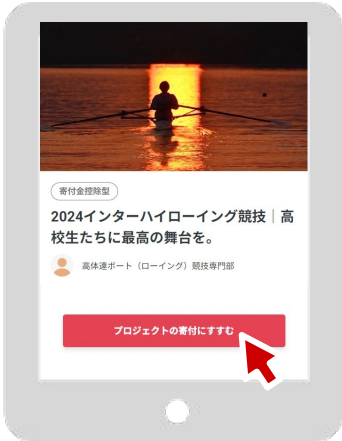 寄付金控除型
2024インターハイローイング競技｜高
校生たちに最高の舞台を。
高体連ボート（ローイング）競技専門部
プロジェクトの寄付にすすむ